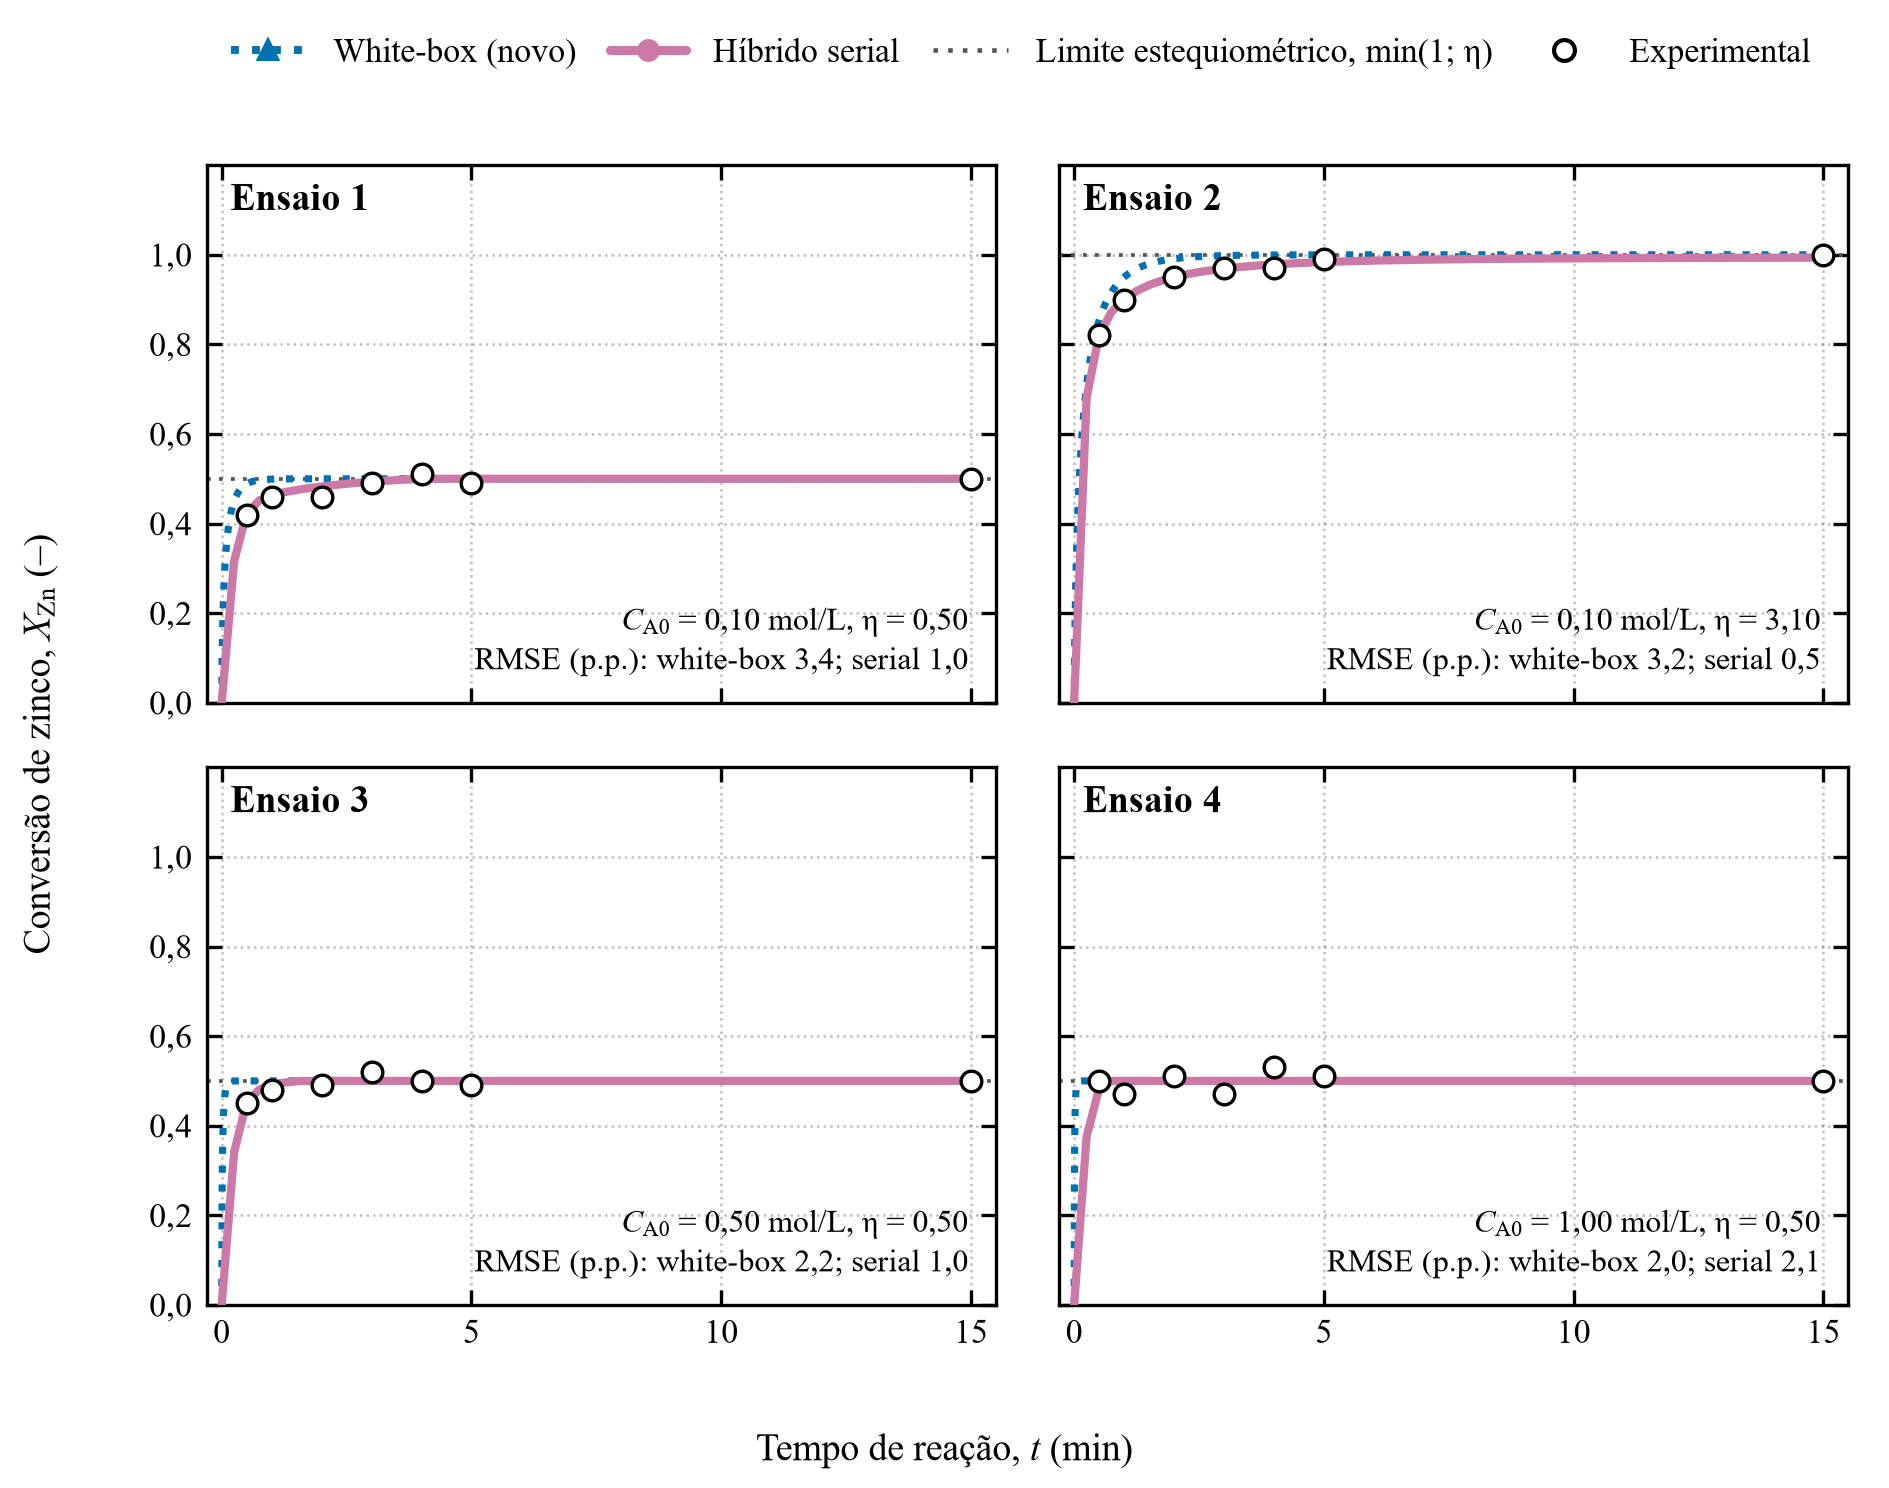 White-box (novo) Híbrido serial Limite estequiométrico, min(1; η) Experimental
Conversão de zinco, XZn (−)
Ensaio 1
1,0
0,8
0,6
0,4
0,2
0,0
CA0 = 0,10 mol/L, η = 0,50
RMSE (p.p.): white-box 3,4; serial 1,0
Ensaio 2
CA0 = 0,10 mol/L, η = 3,10
RMSE (p.p.): white-box 3,2; serial 0,5
Ensaio 3
1,0
0,8
0,6
0,4
0,2
0,0
CA0 = 0,50 mol/L, η = 0,50
RMSE (p.p.): white-box 2,2; serial 1,0
0 5 10 15
Ensaio 4
CA0 = 1,00 mol/L, η = 0,50
RMSE (p.p.): white-box 2,0; serial 2,1
0 5 10 15
Tempo de reação, t (min)